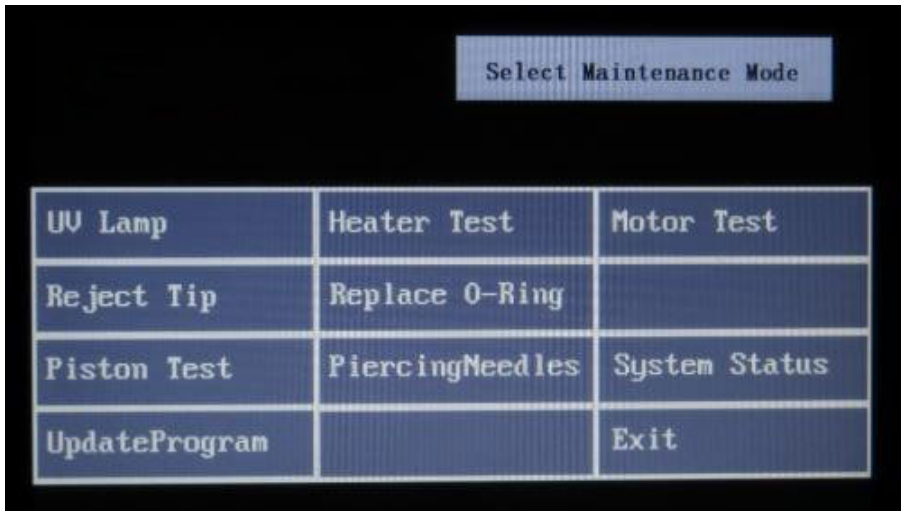 Select Maintenance Mode
UV Lamp
Heater Test
Motor Test
Reject Tip
Replace O-Ring
Piston Test
PiercingNeedles
System Status
UpdateProgram
Exit